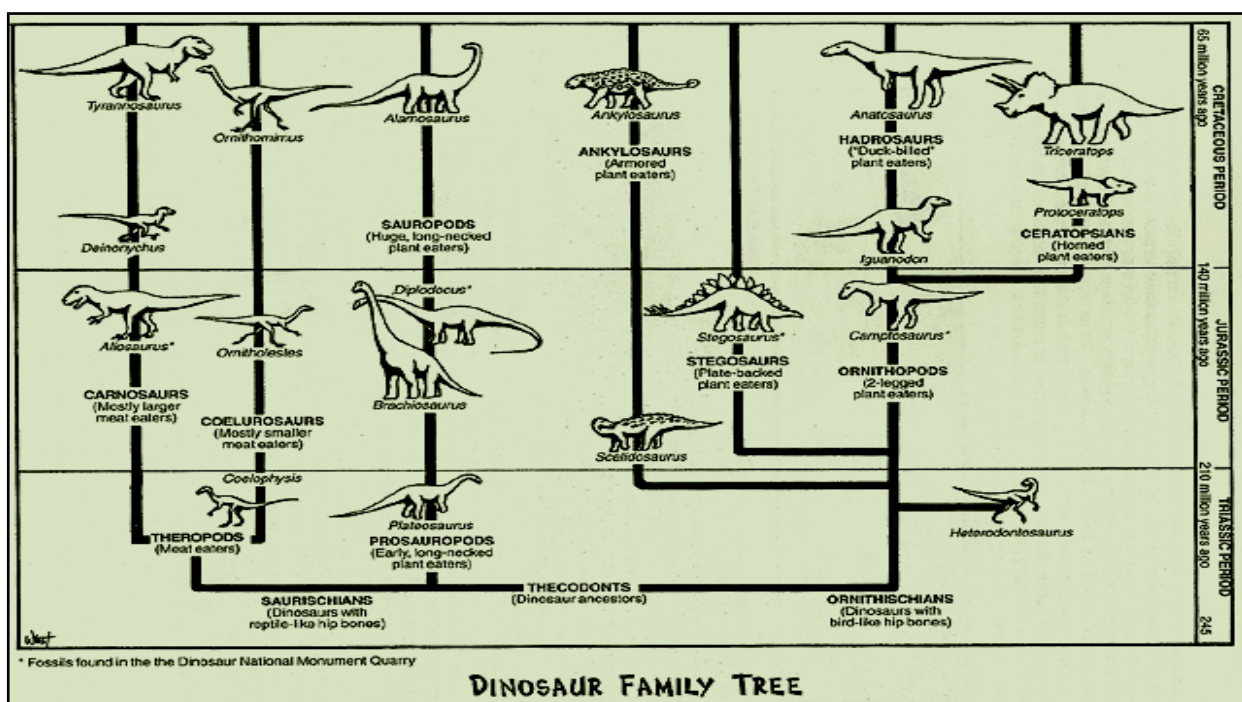 Tyrannosaurus
Ornithomimus
Alamosaurus
Ankylosaurus
ANKYLOSAURS
(Armored
plant eaters)
Anatosaurus
HADROSAURS
("Duck-billed"
plant eaters)
Triceratops
Protoceratops
CERATOPSIANS
(Horned
plant eaters)
Deinonychus
SAUROPODS
(Huge, long-necked
plant eaters)
Iguanodon
65 million years ago
CRETACEOUS PERIOD
Allosaurus*
CARNOSAURS
(Mostly larger
meat eaters)
Ornitholestes
COELUROSAURS
(Mostly smaller
meat eaters)
Diplodocus*
Brachiosaurus
Stegosaurus*
STEGOSAURS
(Plate-backed
plant eaters)
Camptosaurus*
ORNITHOPODS
(2-legged
plant eaters)
Scelidosaurus
140 million years ago
JURASSIC PERIOD
Coelophysis
THEROPODS
(Meat eaters)
Plateosaurus
PROSAUROPODS
(Early, long-necked
plant eaters)
Heterodontosaurus
210 million years ago
TRIASSIC PERIOD
245
SAURISCHIANS
(Dinosaurs with
reptile-like hip bones)
THECODONTS
(Dinosaur ancestors)
ORNITHISCHIANS
(Dinosaurs with
bird-like hip bones)
* Fossils found in the the Dinosaur National Monument Quarry
DINOSAUR FAMILY TREE